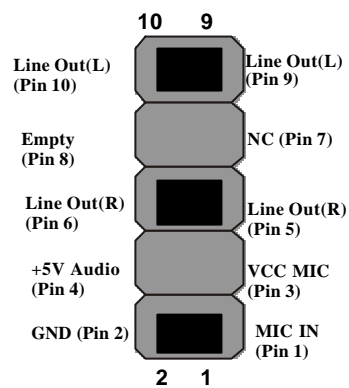 10 9
Line Out(L)
(Pin 10)
Line Out(L)
(Pin 9)
Empty
(Pin 8)
NC (Pin 7)
Line Out(R)
(Pin 6)
Line Out(R)
(Pin 5)
+5V Audio
(Pin 4)
VCC MIC
(Pin 3)
GND (Pin 2)
MIC IN
(Pin 1)
2 1